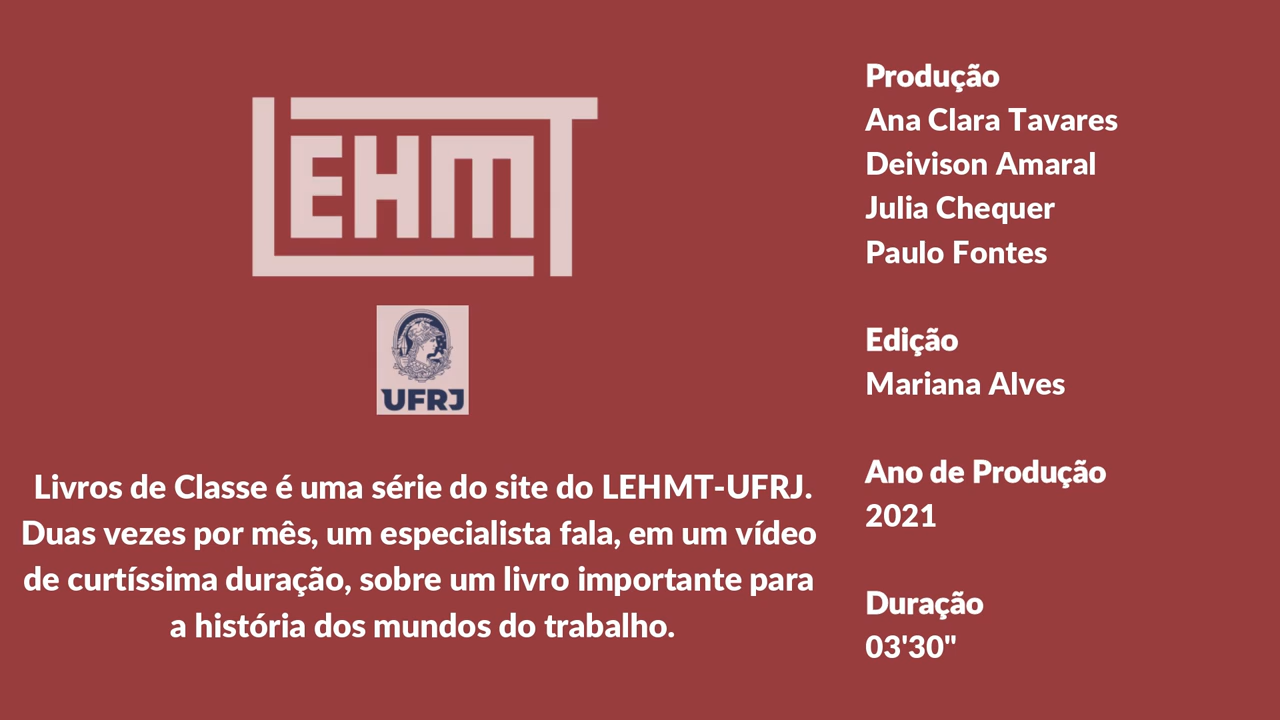 LEHMT
UFRJ
Livros de Classe é uma série do site do LEHMT-UFRJ.
Duas vezes por mês, um especialista fala, em um vídeo
de curtíssima duração, sobre um livro importante para
a história dos mundos do trabalho.
Produção
Ana Clara Tavares
Deivison Amaral
Julia Chequer
Paulo Fontes
Edição
Mariana Alves
Ano de Produção
2021
Duração
03'30"